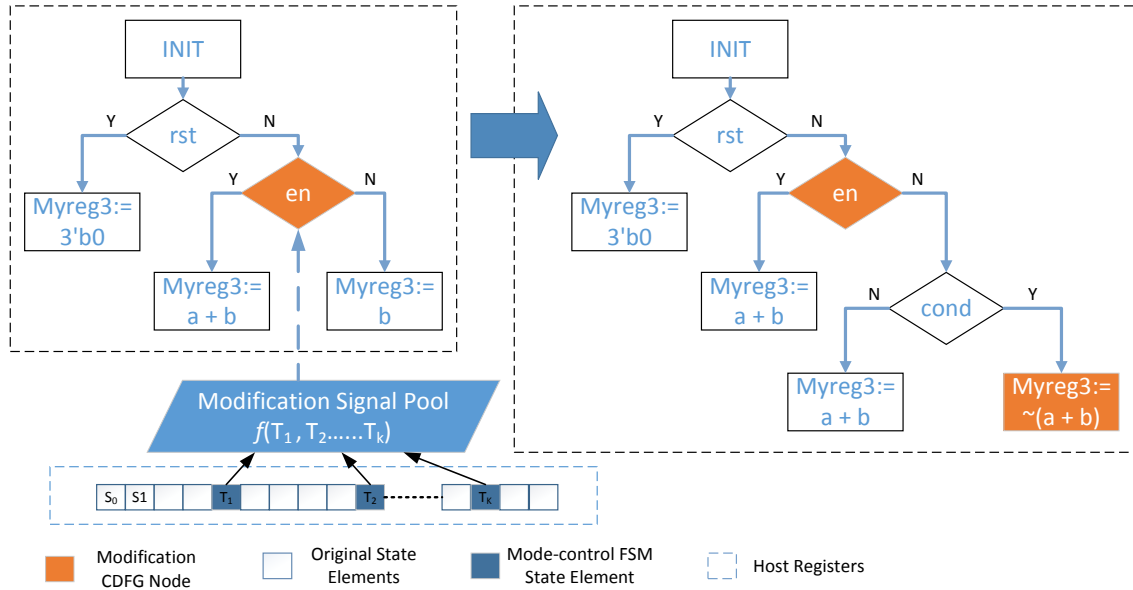 INIT
Y
rst
N
Myreg3:=
3'b0
Y
en
N
Myreg3:=
a + b
Myreg3:=
b
INIT
Y
rst
N
Myreg3:=
3'b0
Y
en
N
Myreg3:=
a + b
N
cond
Y
Myreg3:=
a + b
Myreg3:=
~(a + b)
Modification Signal Pool
f(T₁ , T₂......Tₖ)
S₀ S1 T₁ T₂ Tₖ
Modification
CDFG Node
Original State
Elements
Mode-control FSM
State Element
Host Registers